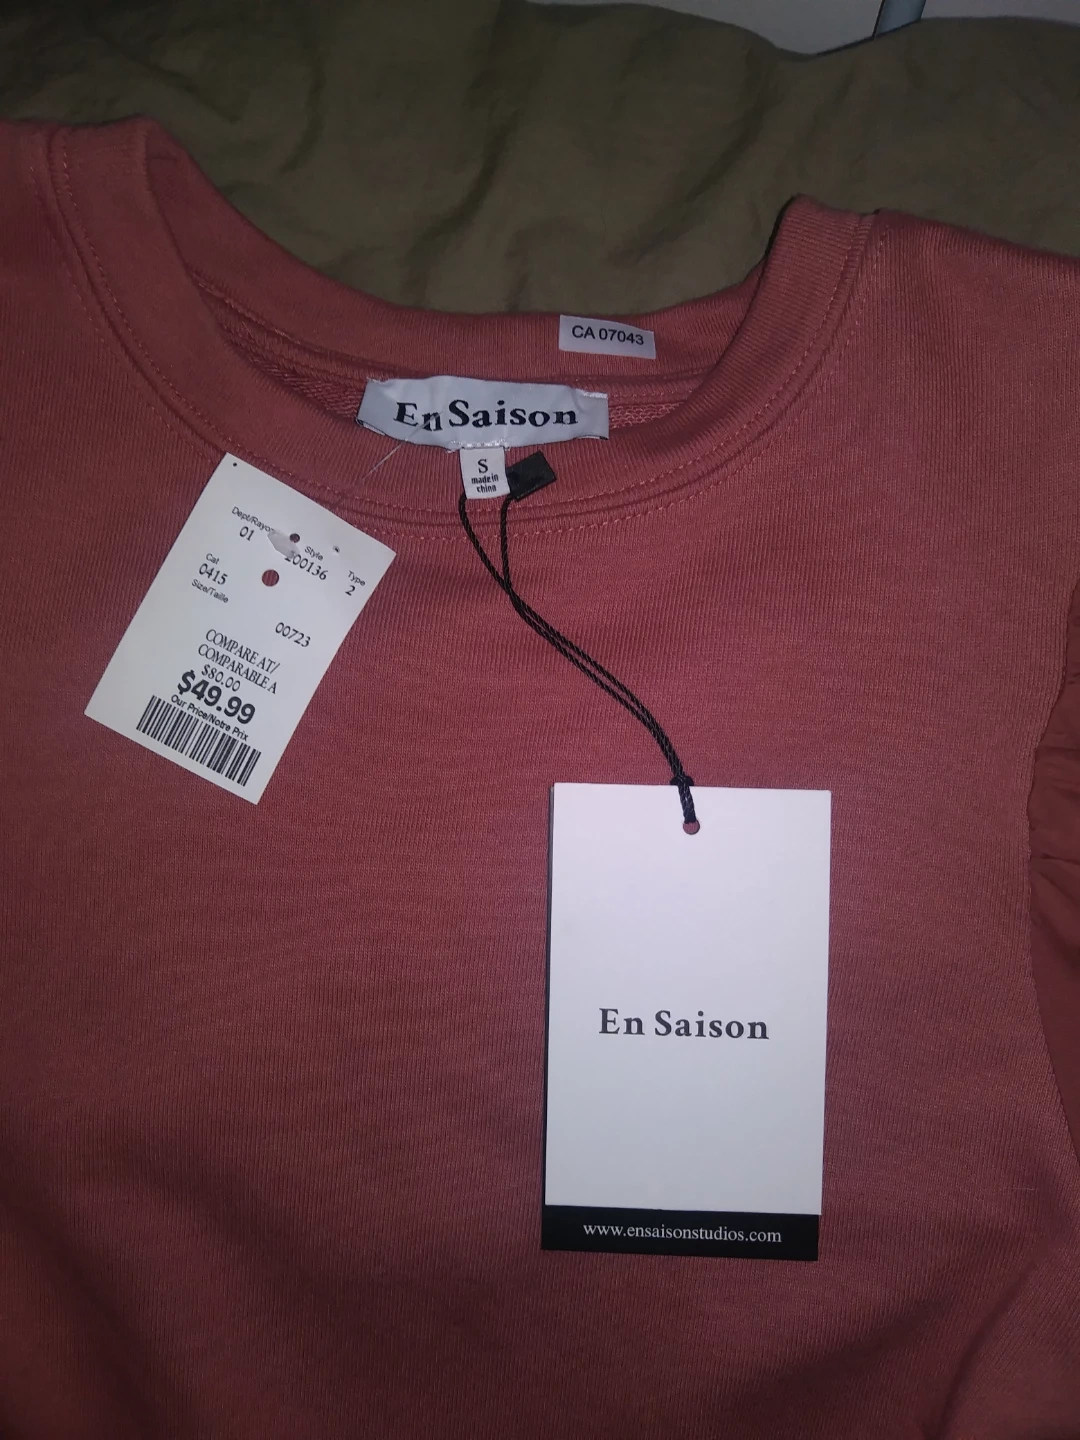 CA 07043
En Saison
S
made in
china
Dept/Rayon
Style
Type
01
200136
2
Cat
0415
Size/Taille
00723
COMPARE AT/
COMPARABLE A
$80.00
$49.99
Our Price/Notre Prix
En Saison
www.ensaisonstudios.com